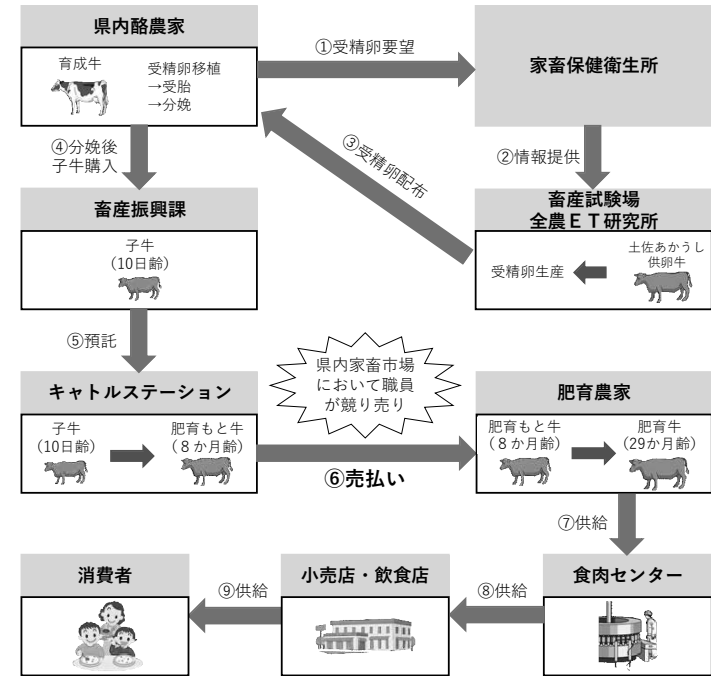 県内酪農家
育成牛
受精卵移植
→受胎
→分娩
①受精卵要望
家畜保健衛生所
②情報提供
畜産試験場
全農ＥＴ研究所
土佐あかうし
供卵牛
受精卵生産
③受精卵配布
④分娩後
子牛購入
畜産振興課
子牛
（10日齢）
⑤預託
キャトルステーション
子牛
（10日齢）
肥育もと牛
（８か月齢）
県内家畜市場
において職員
が競り売り
⑥売払い
肥育農家
肥育もと牛
（８か月齢）
肥育牛
（29か月齢）
⑦供給
食肉センター
⑧供給
小売店・飲食店
⑨供給
消費者